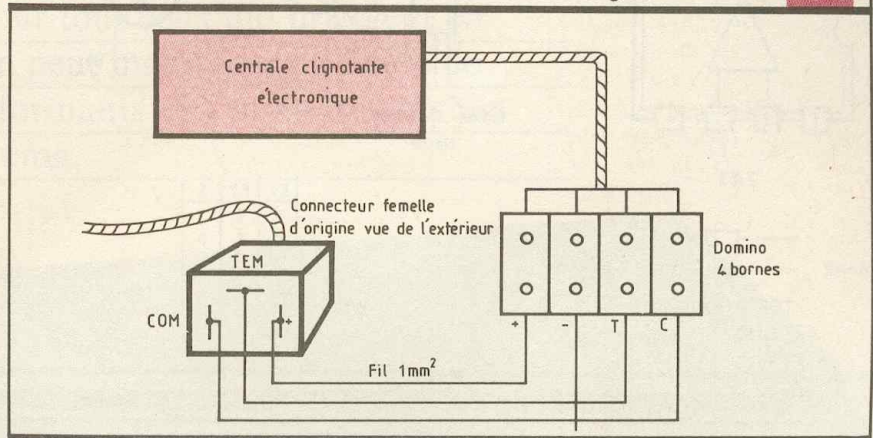 Centrale clignotante
électronique
Connecteur femelle
d'origine vue de l'extérieur
TEM
COM
+
Domino
4 bornes
+ - T C
Fil 1mm²